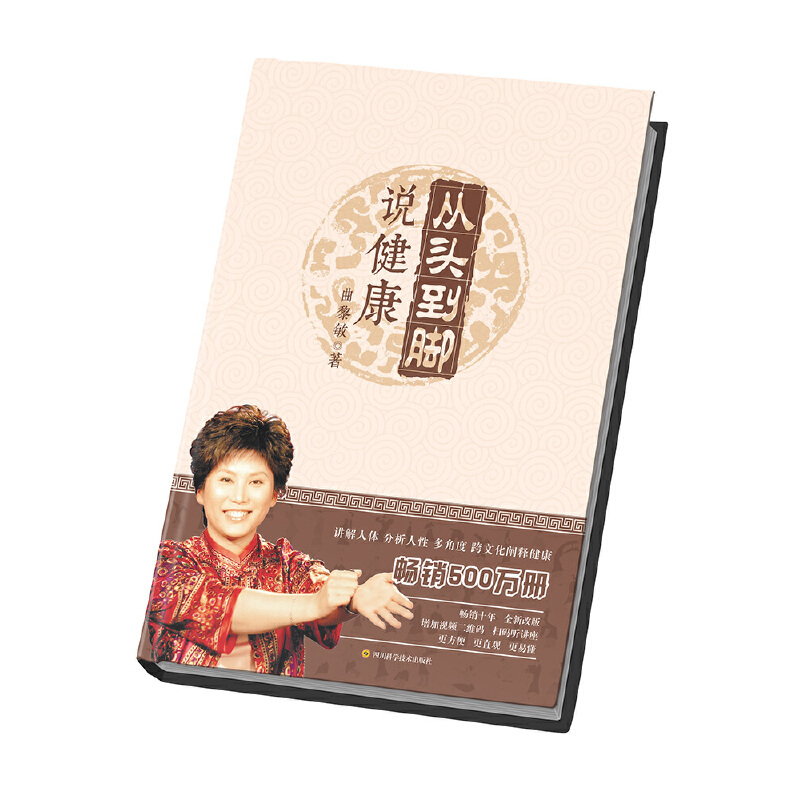 从头到脚
说健康
曲黎敏◎著
讲解人体 分析人性 多角度 跨文化阐释健康
畅销500万册
畅销十年 全新改版
增加视频二维码 扫码听讲座
更方便 更直观 更易懂
四川科学技术出版社